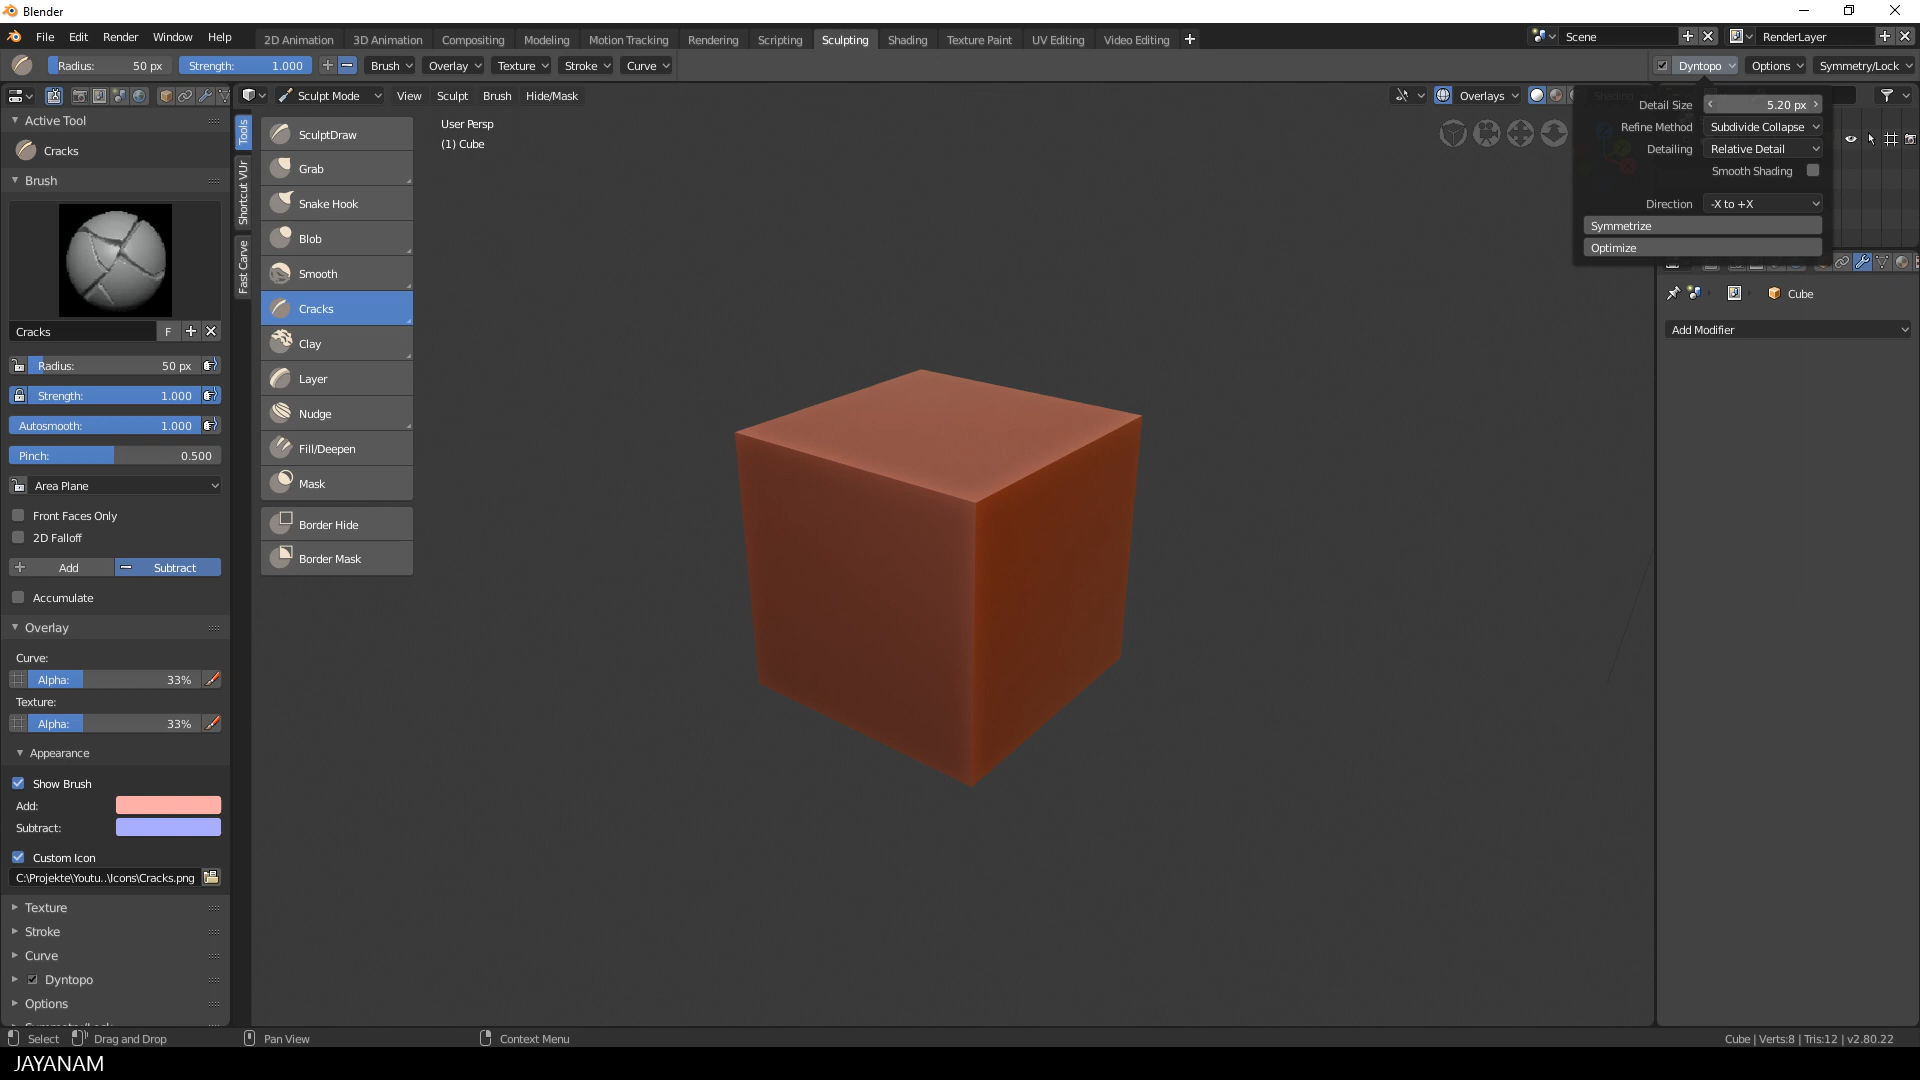 Blender
File Edit Render Window Help
2D Animation 3D Animation Compositing Modeling Motion Tracking Rendering Scripting Sculpting Shading Texture Paint UV Editing Video Editing
Scene
RenderLayer
Radius: 50 px
Strength: 1.000
Brush Overlay Texture Stroke Curve
Dyntopo Options Symmetry/Lock
Sculpt Mode View Sculpt Brush Hide/Mask
Overlays
Active Tool
Cracks
Brush
Cracks F
Radius: 50 px
Strength: 1.000
Autosmooth: 1.000
Pinch: 0.500
Area Plane
Front Faces Only
2D Falloff
Add Subtract
Accumulate
Overlay
Curve:
Alpha: 33%
Texture:
Alpha: 33%
Appearance
Show Brush
Add:
Subtract:
Custom Icon
C:\Projekte\Youtu..\Icons\Cracks.png
Texture
Stroke
Curve
Dyntopo
Options
Tools
Shortcut VUr
Fast Carve
SculptDraw
Grab
Snake Hook
Blob
Smooth
Cracks
Clay
Layer
Nudge
Fill/Deepen
Mask
Border Hide
Border Mask
User Persp
(1) Cube
Detail Size 5.20 px
Refine Method Subdivide Collapse
Detailing Relative Detail
Smooth Shading
Direction -X to +X
Symmetrize
Optimize
Cube
Add Modifier
Select Drag and Drop Pan View Context Menu
Cube | Verts:8 | Tris:12 | v2.80.22
JAYANAM